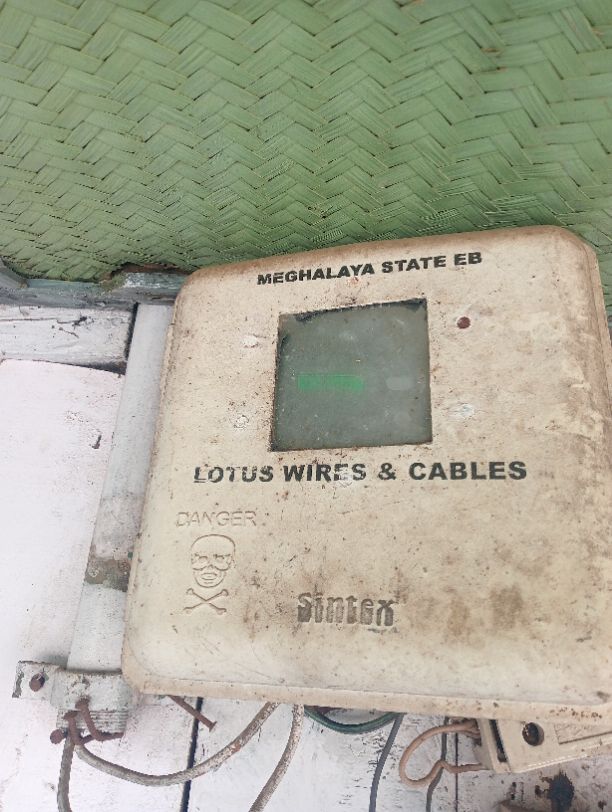 MEGHALAYA STATE EB
LOTUS WIRES & CABLES
DANGER
Sintex